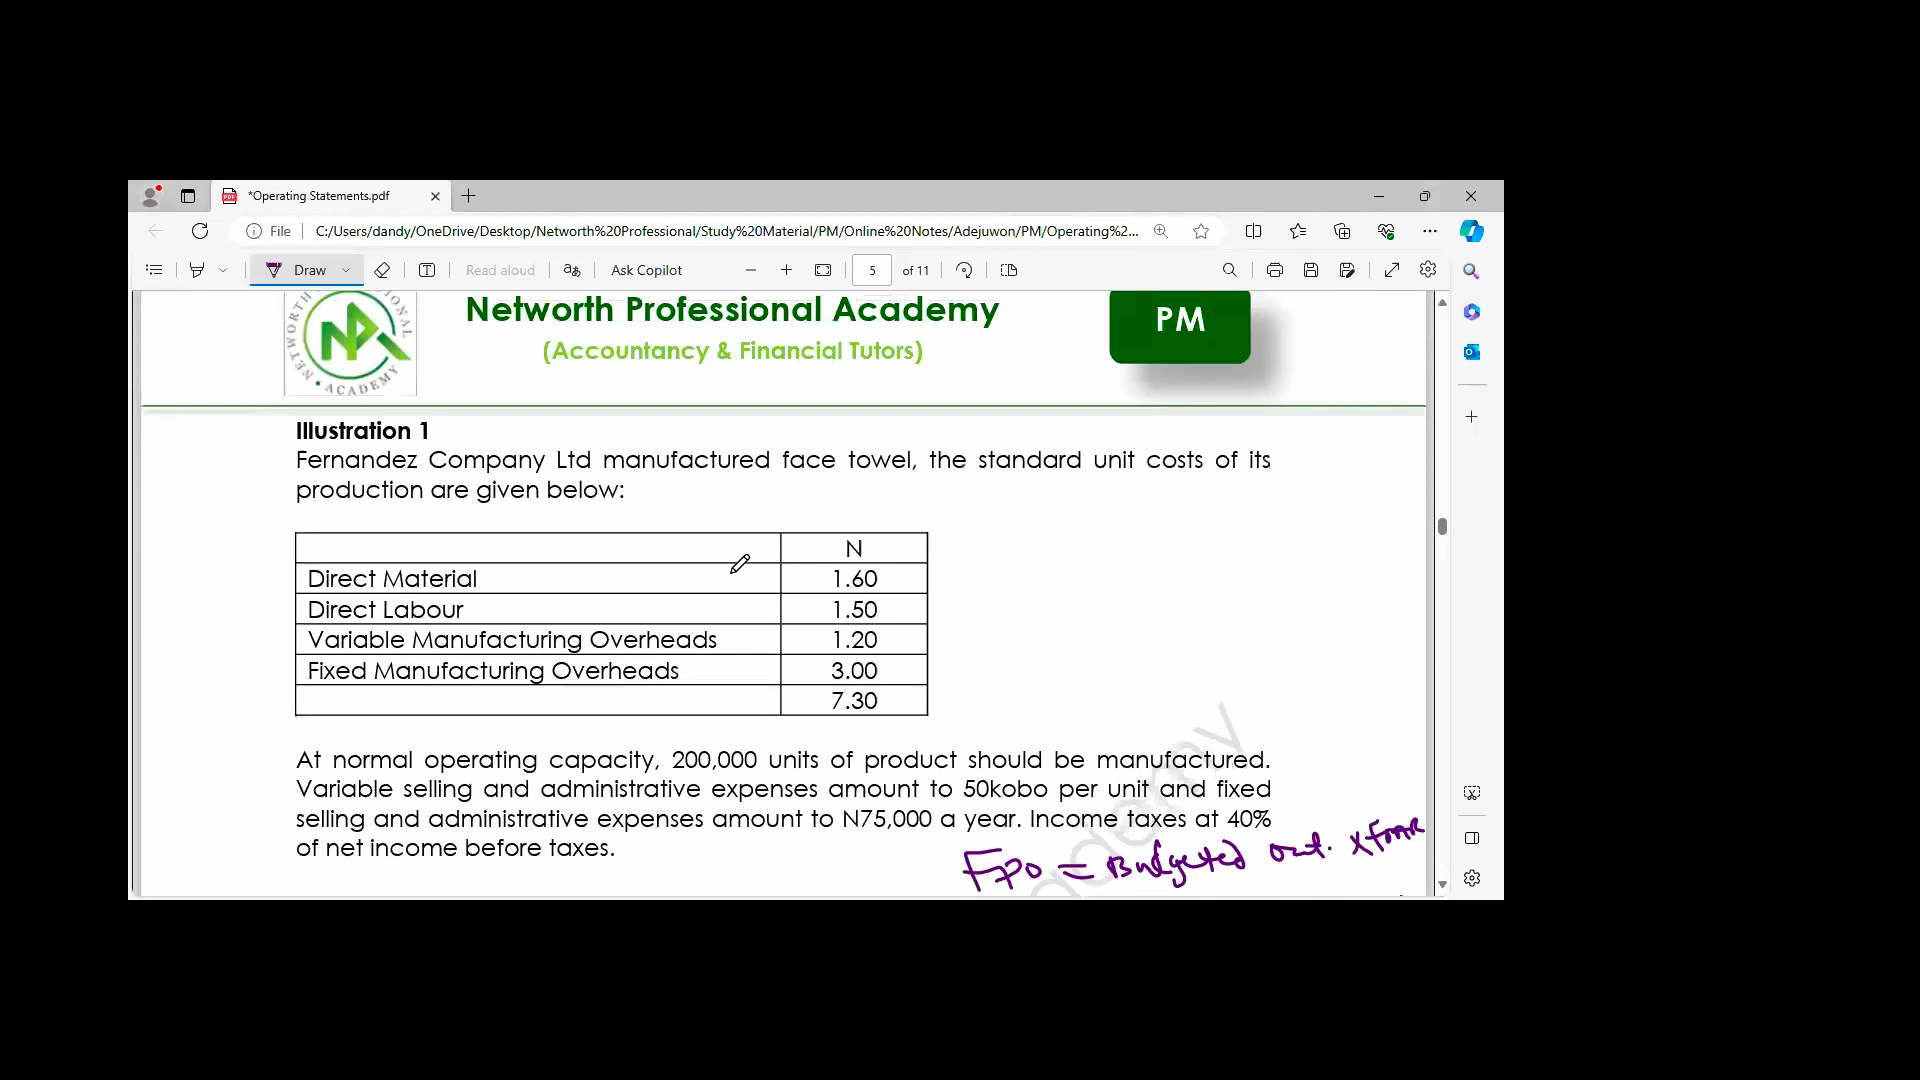 *Operating Statements.pdf
File C:/Users/dandy/OneDrive/Desktop/Networth%20Professional/Study%20Material/PM/Online%20Notes/Adejuwon/PM/Operating%2...
Draw Read aloud Ask Copilot 5 of 11
NETWORTH PROFESSIONAL ACADEMY
NPA
Networth Professional Academy
(Accountancy & Financial Tutors)
PM
Illustration 1
Fernandez Company Ltd manufactured face towel, the standard unit costs of its
production are given below:
N
Direct Material 1.60
Direct Labour 1.50
Variable Manufacturing Overheads 1.20
Fixed Manufacturing Overheads 3.00
7.30
At normal operating capacity, 200,000 units of product should be manufactured.
Variable selling and administrative expenses amount to 50kobo per unit and fixed
selling and administrative expenses amount to N75,000 a year. Income taxes at 40%
of net income before taxes.
FPO = Budgeted out. x
ademy